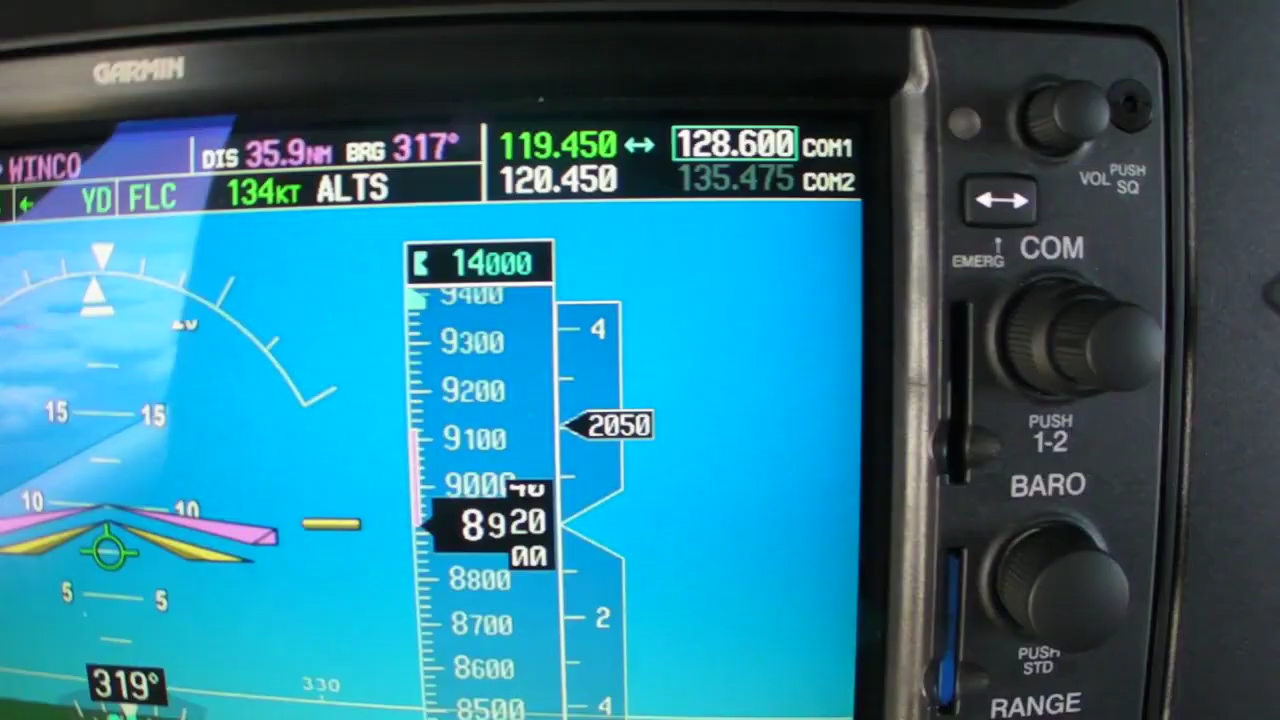 GARMIN
WINCO DIS 35.9NM BRG 317°
YD FLC 134KT ALTS
119.450 ↔ 128.600 COM1
120.450 135.475 COM2
VOL PUSH SQ
EMERG COM
14000
9400
9300
9200
9100
9000
8920
40
00
8800
8700
8600
8500
4
2050
2
4
15 15
10 10
5 5
319°
330
PUSH
1-2
BARO
PUSH
STD
RANGE